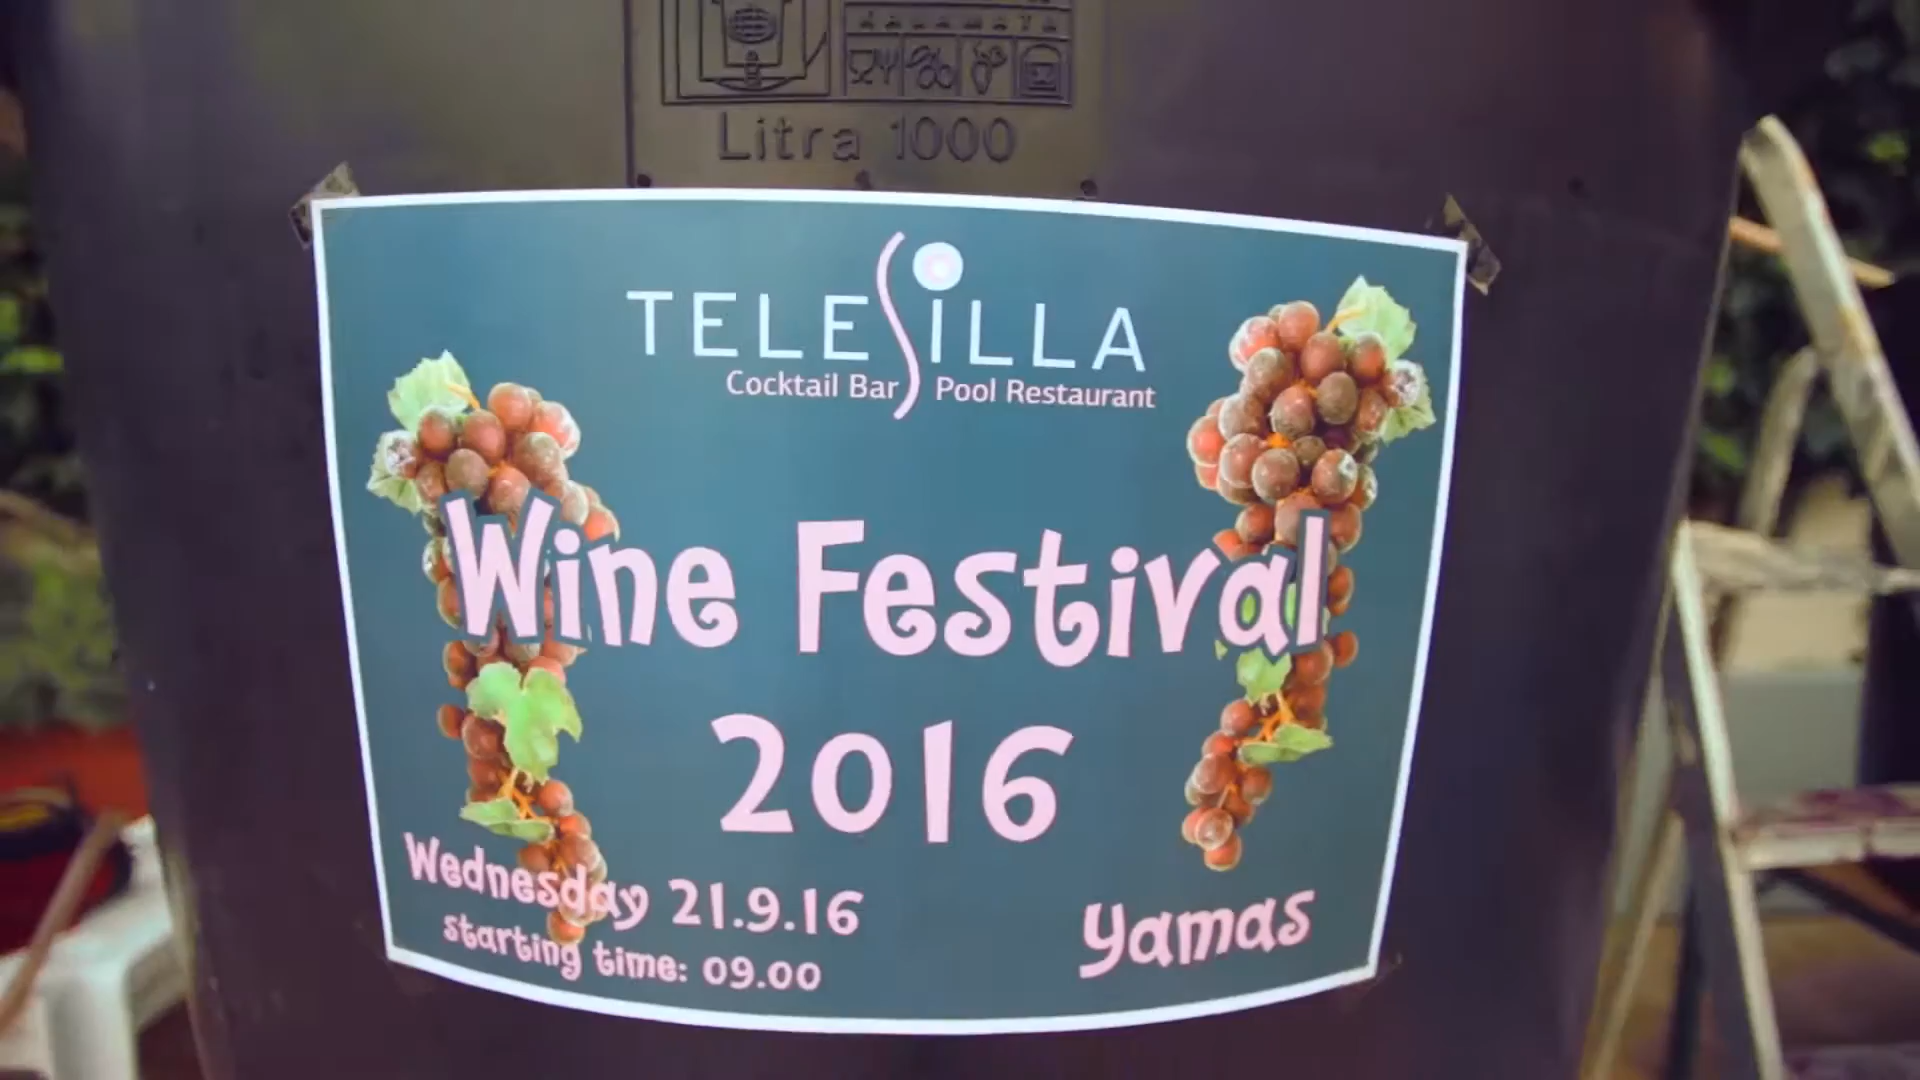 KALAMATA
Litra 1000
TELESILLA
Cocktail Bar Pool Restaurant
Wine Festival
2016
Wednesday 21.9.16
starting time: 09.00
Yamas